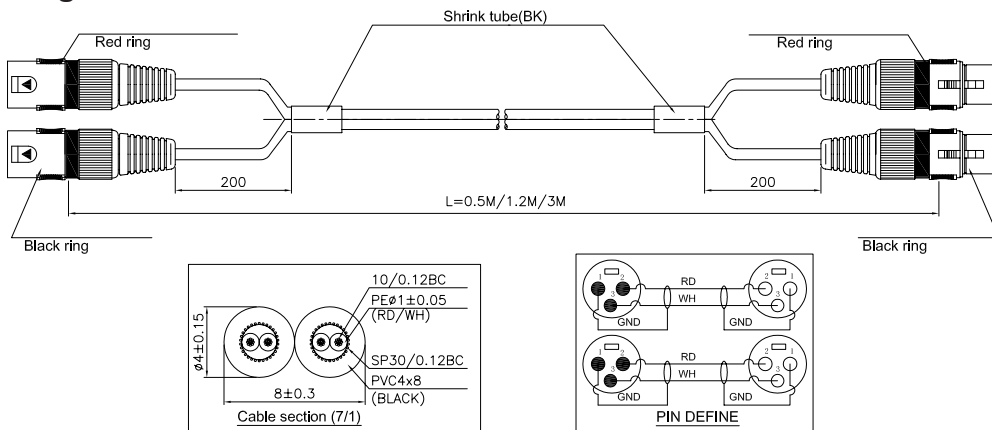 Shrink tube(BK)
Red ring
Red ring
200
200
L=0.5M/1.2M/3M
Black ring
Black ring
10/0.12BC
PEø1±0.05
(RD/WH)
ø4±0.15
SP30/0.12BC
PVC4x8
(BLACK)
8±0.3
Cable section (7/1)
1 2 3
RD
WH
GND
GND
2 1 3
1 2 3
RD
WH
GND
GND
2 1 3
PIN DEFINE